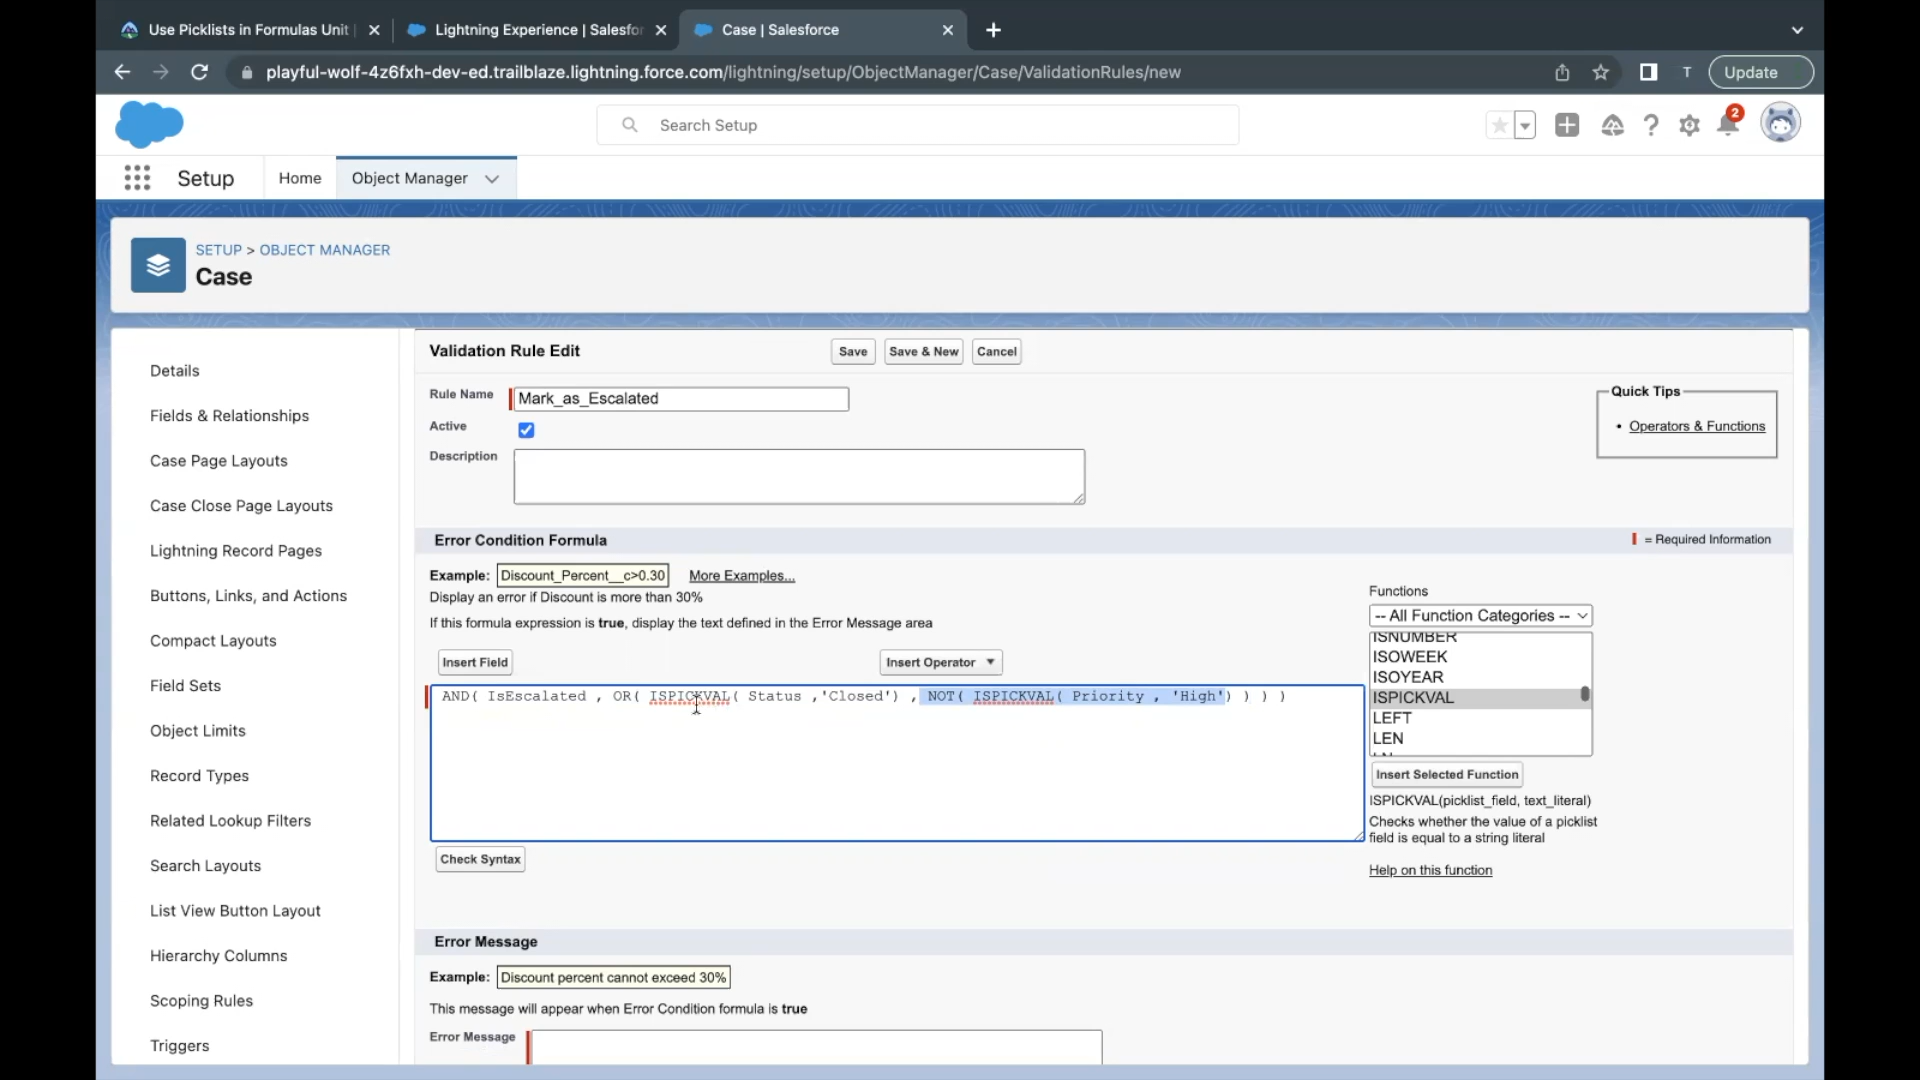 Use Picklists in Formulas Unit
Lightning Experience | Salesfor
Case | Salesforce
playful-wolf-4z6fxh-dev-ed.trailblaze.lightning.force.com/lightning/setup/ObjectManager/Case/ValidationRules/new
T
Update
Search Setup
2
Setup
Home
Object Manager
SETUP > OBJECT MANAGER
Case
Details
Fields & Relationships
Case Page Layouts
Case Close Page Layouts
Lightning Record Pages
Buttons, Links, and Actions
Compact Layouts
Field Sets
Object Limits
Record Types
Related Lookup Filters
Search Layouts
List View Button Layout
Hierarchy Columns
Scoping Rules
Triggers
Validation Rule Edit
Save
Save & New
Cancel
Rule Name
Mark_as_Escalated
Active
Description
Quick Tips
• Operators & Functions
Error Condition Formula
= Required Information
Example: Discount_Percent__c>0.30 More Examples...
Display an error if Discount is more than 30%
If this formula expression is true, display the text defined in the Error Message area
Insert Field
Insert Operator
AND( IsEscalated , OR( ISPICKVAL( Status ,'Closed') , NOT( ISPICKVAL( Priority , 'High') ) ) )
Check Syntax
Functions
-- All Function Categories --
ISNUMBER
ISOWEEK
ISOYEAR
ISPICKVAL
LEFT
LEN
LN
Insert Selected Function
ISPICKVAL(picklist_field, text_literal)
Checks whether the value of a picklist
field is equal to a string literal
Help on this function
Error Message
Example: Discount percent cannot exceed 30%
This message will appear when Error Condition formula is true
Error Message